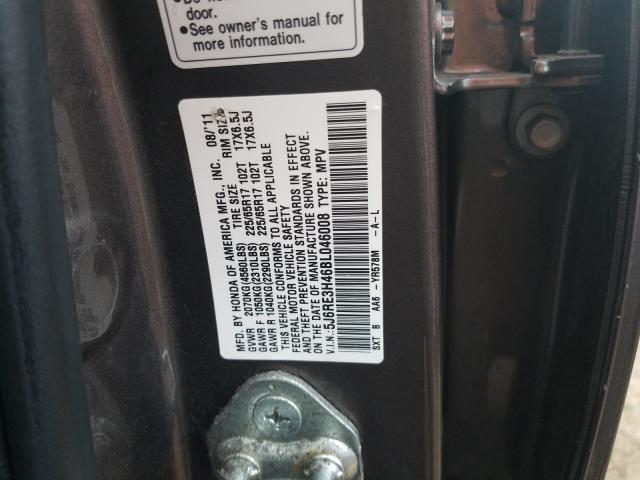 door.
•See owner's manual for
more information.
MFD. BY HONDA OF AMERICA MFG., INC. 08/'11
GVWR 2070KG(4560LBS) TIRE SIZE RIM SIZE
GAWR F 1050KG(2310LBS) 225/65R17 102T 17X6.5J
GAWR R 1040KG(2290LBS) 225/65R17 102T 17X6.5J
THIS VEHICLE CONFORMS TO ALL APPLICABLE
FEDERAL MOTOR VEHICLE SAFETY
AND THEFT PREVENTION STANDARDS IN EFFECT
ON THE DATE OF MANUFACTURE SHOWN ABOVE.
V.I.N.:5J6RE3H46BL046008 TYPE: MPV
SXT B AA6 -YR578M -A-L